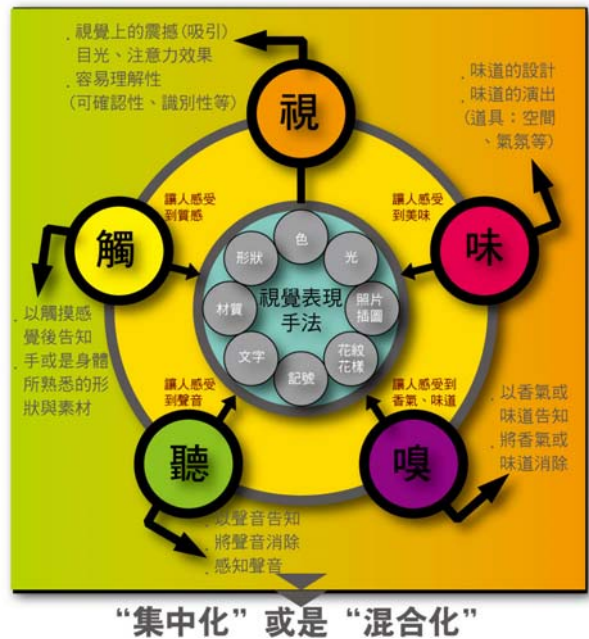 . 視覺上的震撼(吸引)
目光、注意力效果
. 容易理解性
(可確認性、識別性等)
視
. 味道的設計
. 味道的演出
(道具：空間
、氣氛等)
讓人感受
到質感
讓人感受
到美味
觸
味
色
形狀
光
視覺表現
手法
材質
照片
插圖
文字
花紋
花樣
記號
. 以觸摸感
覺後告知
. 手或是身體
所熟悉的形
狀與素材
讓人感受
到聲音
讓人感受到
香氣、味道
聽
嗅
. 以香氣或
味道告知
. 將香氣或
味道消除
. 以聲音告知
. 將聲音消除
. 感知聲音
“集中化”或是“混合化”